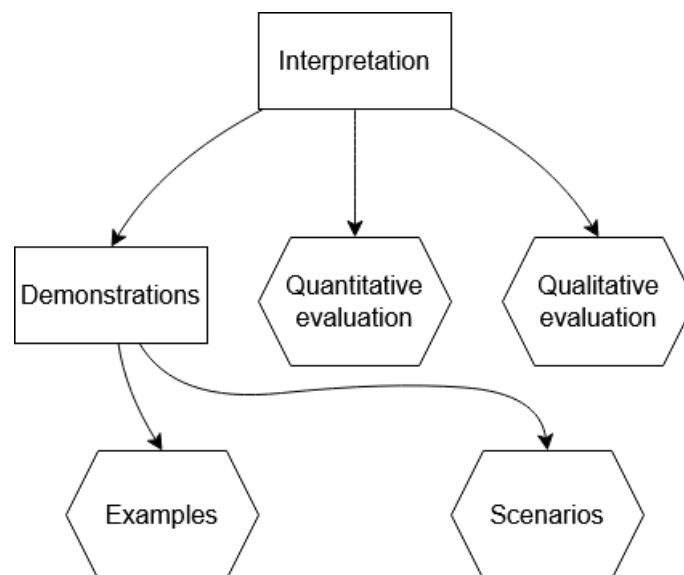 Interpretation
Demonstrations
Quantitative
evaluation
Qualitative
evaluation
Examples
Scenarios